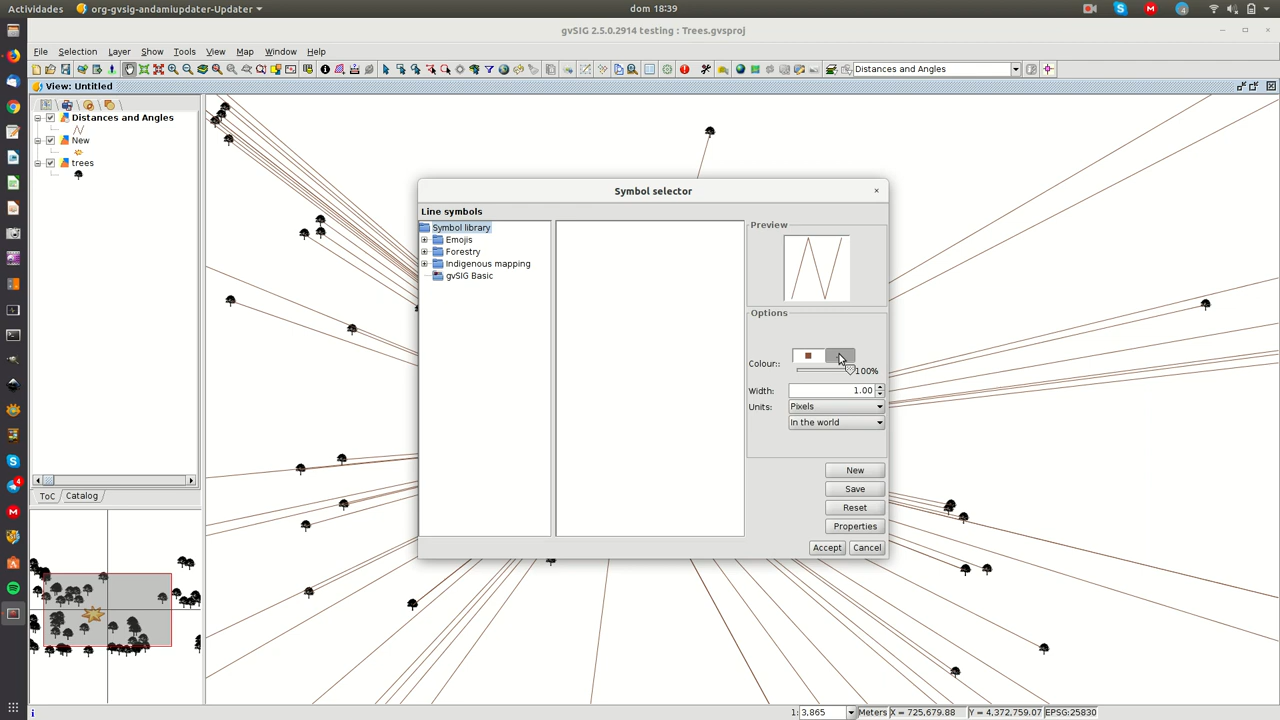 Actividades
org-gvsig-andamiupdater-Updater
dom 18:39
gvSIG 2.5.0.2914 testing : Trees.gvsproj
File Selection Layer Show Tools View Map Window Help
Distances and Angles
View: Untitled
Distances and Angles
New
trees
Symbol selector
Line symbols
Symbol library
Emojis
Forestry
Indigenous mapping
gvSIG Basic
Preview
Options
Colour::
100%
Width: 1.00
Units: Pixels
In the world
New
Save
Reset
Properties
Accept Cancel
ToC Catalog
4
1: 3,865 Meters X = 725,679.88 Y = 4,372,759.07 EPSG:25830